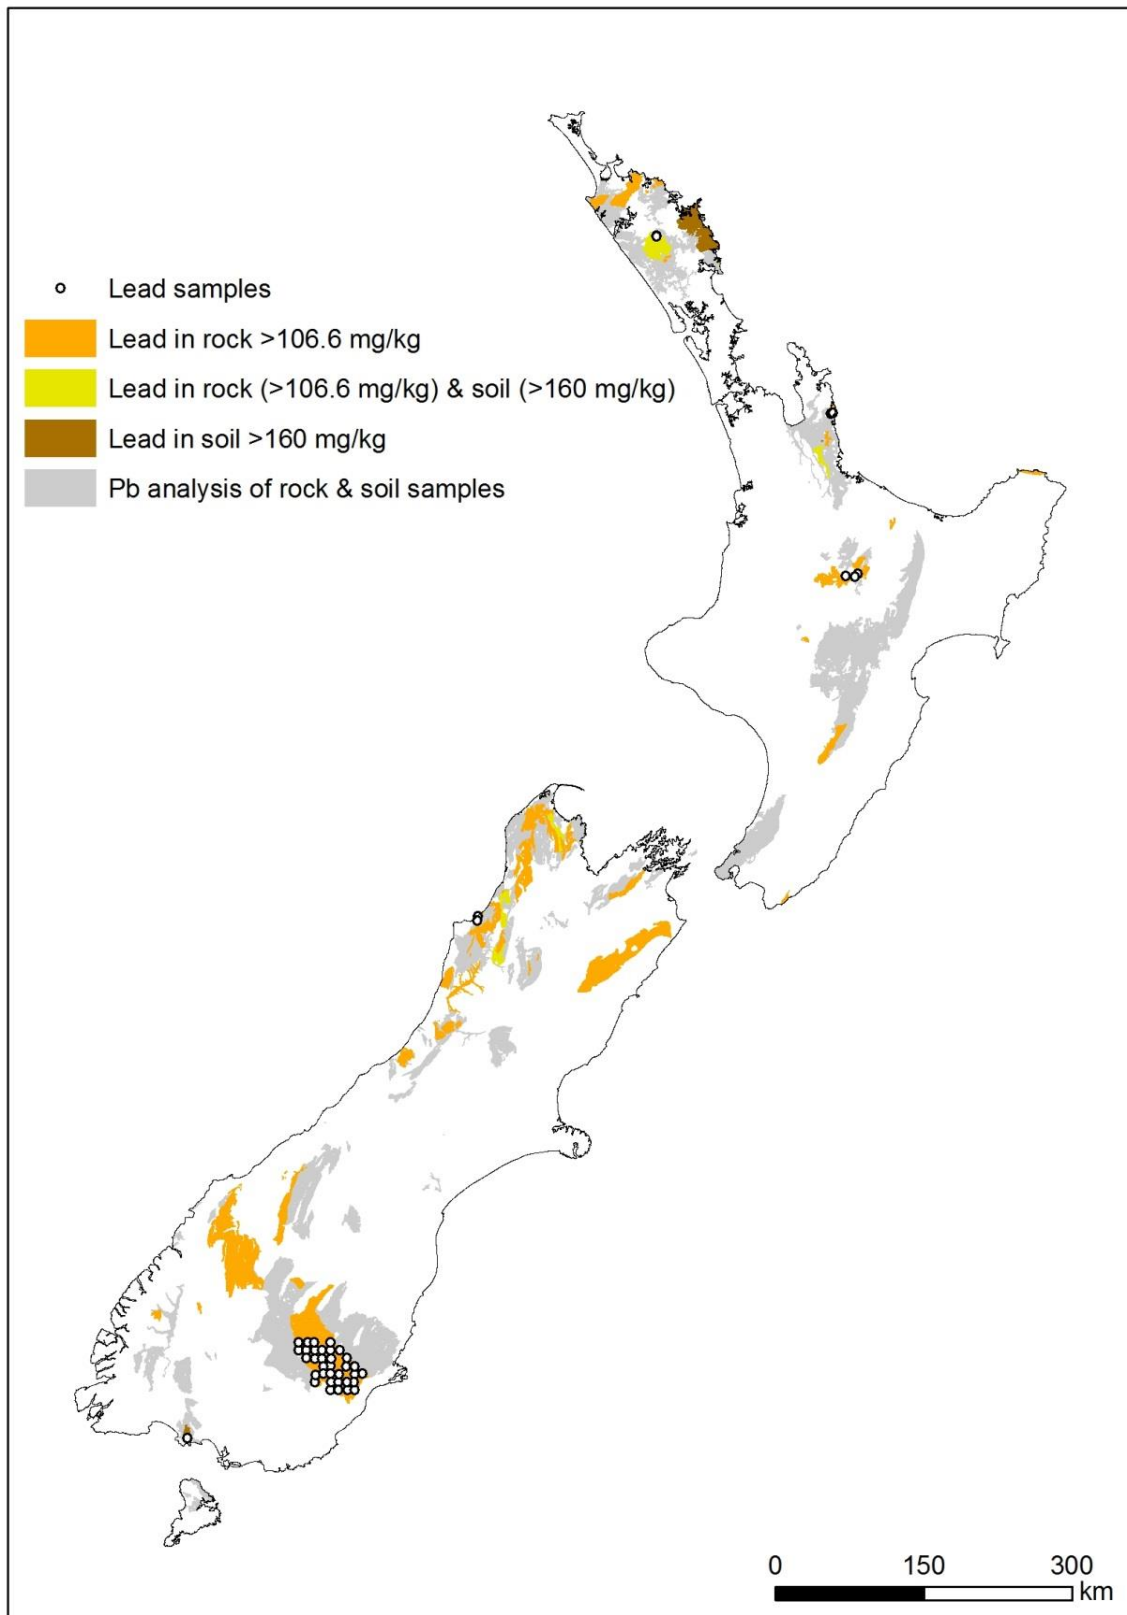 Lead samples
Lead in rock >106.6 mg/kg
Lead in rock (>106.6 mg/kg) & soil (>160 mg/kg)
Lead in soil >160 mg/kg
Pb analysis of rock & soil samples
0 150 300
km